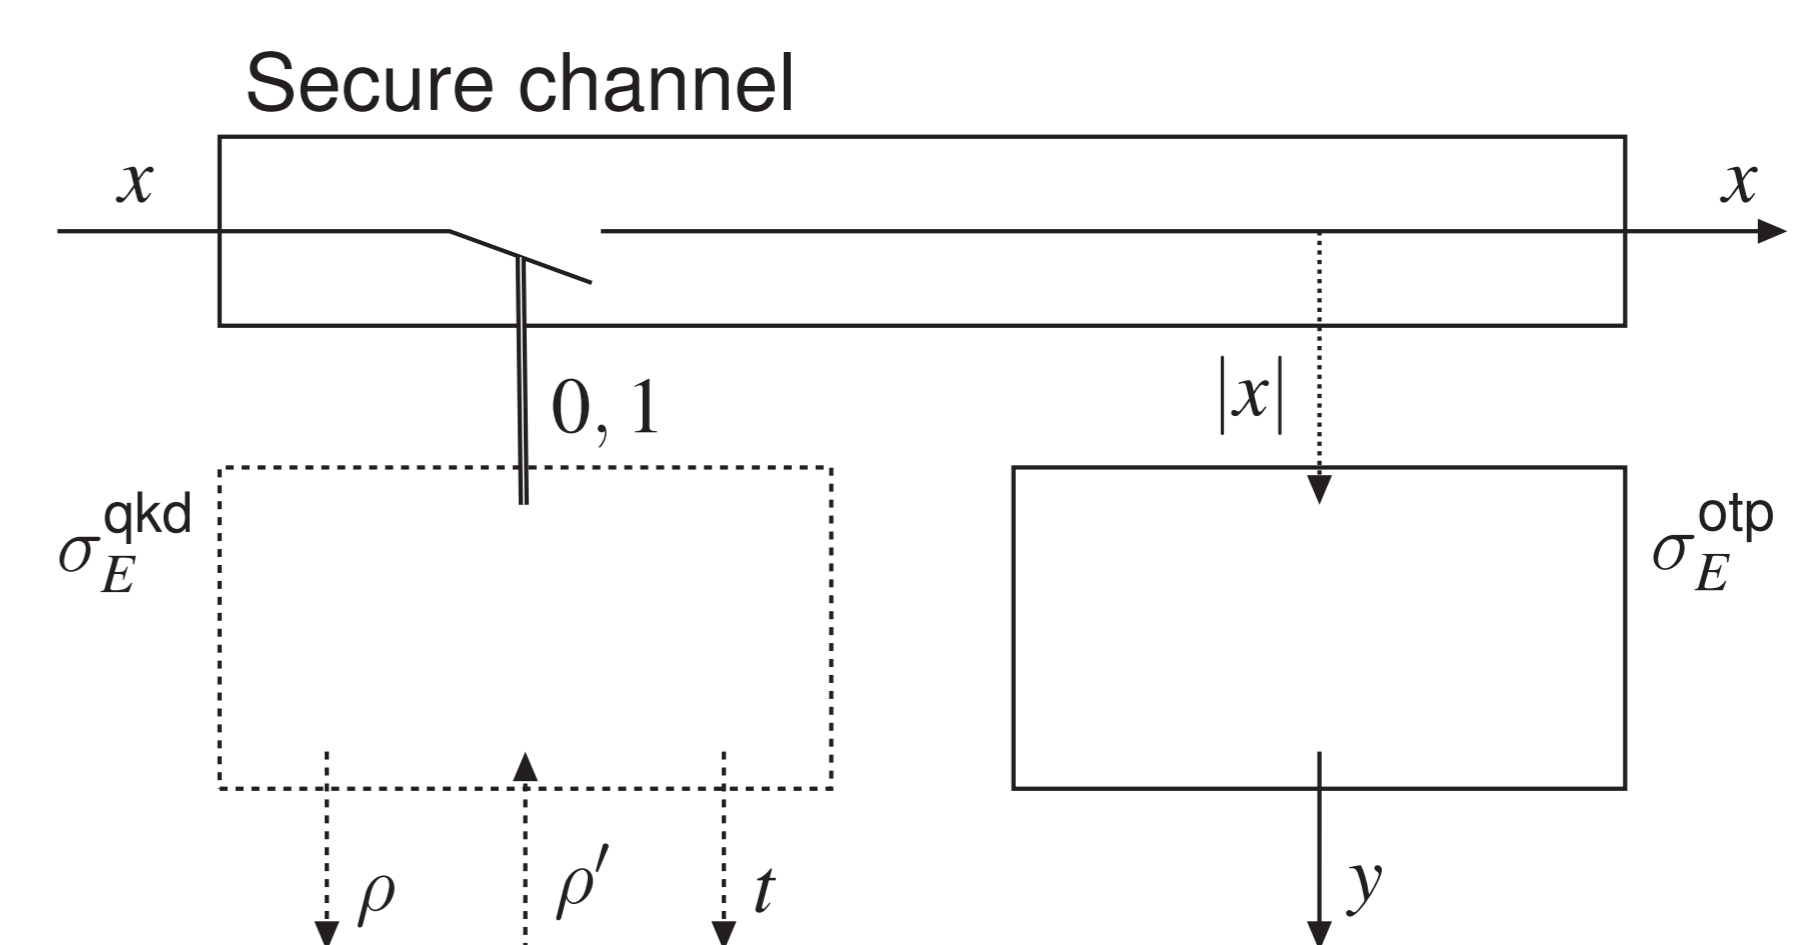 Secure channel
x x
0, 1 |x|
σ_E^qkd σ_E^otp
ρ ρ′ t y